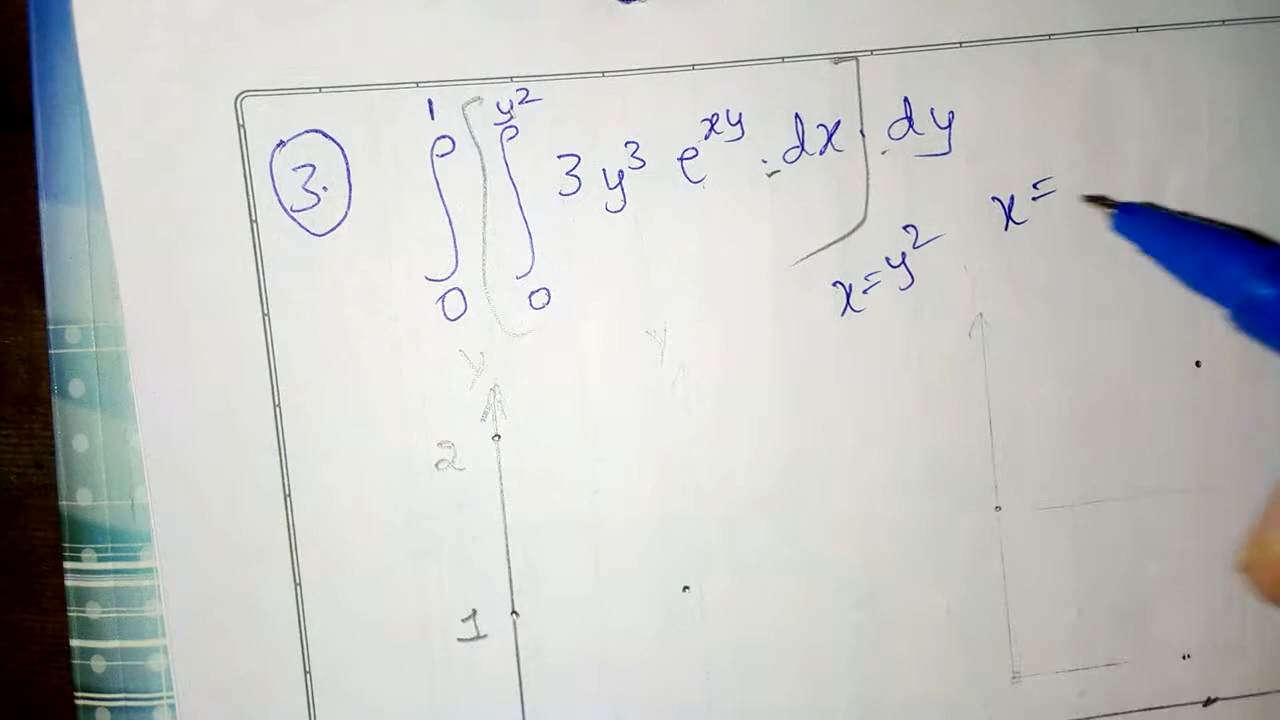 3. ∫₀¹ ∫₀^{y²} 3y³ e^{xy} · dx · dy
x = y² x =
y
2
1